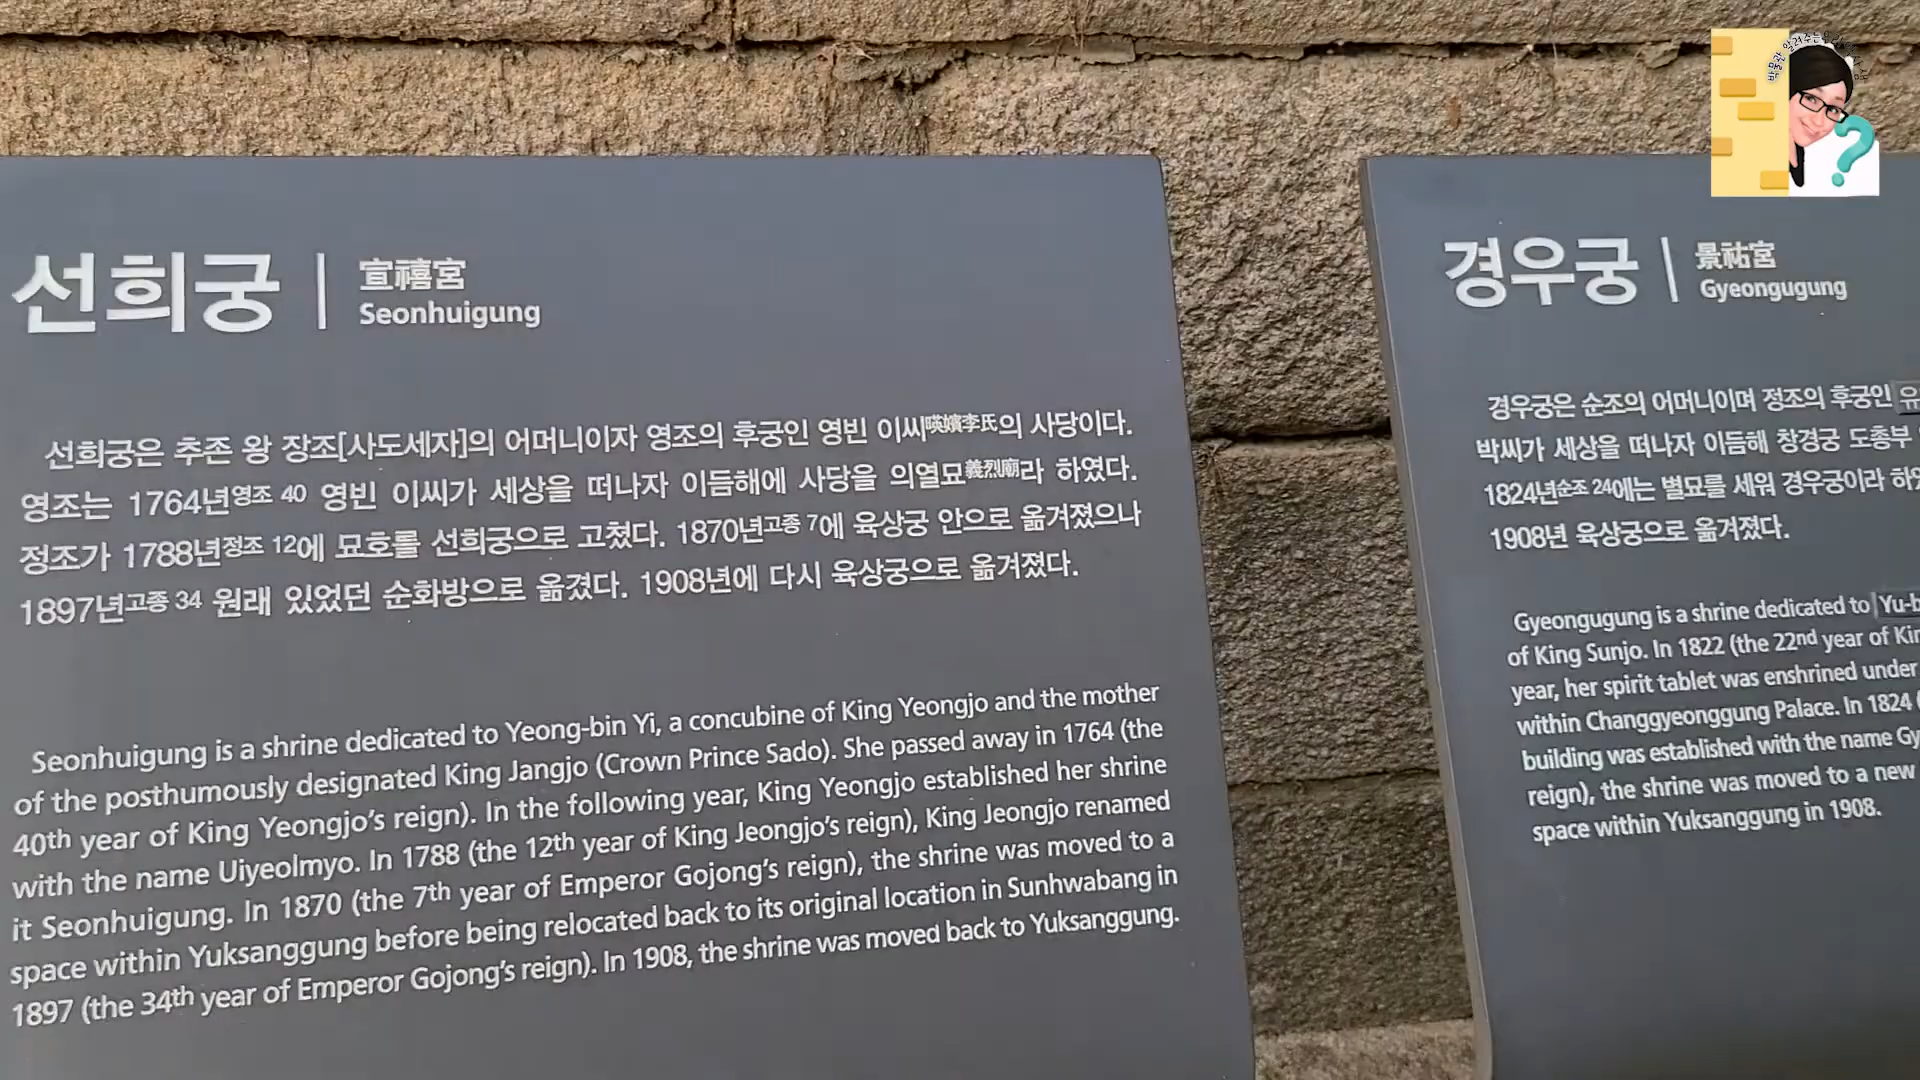 선희궁
宣禧宮
Seonhuigung
선희궁은 추존 왕 장조[사도세자]의 어머니이자 영조의 후궁인 영빈 이씨暎嬪李氏의 사당이다.
영조는 1764년영조 40 영빈 이씨가 세상을 떠나자 이듬해에 사당을 의열묘義烈廟라 하였다.
정조가 1788년정조 12에 묘호를 선희궁으로 고쳤다. 1870년고종 7에 육상궁 안으로 옮겨졌으나
1897년고종 34 원래 있었던 순화방으로 옮겼다. 1908년에 다시 육상궁으로 옮겨졌다.
Seonhuigung is a shrine dedicated to Yeong-bin Yi, a concubine of King Yeongjo and the mother
of the posthumously designated King Jangjo (Crown Prince Sado). She passed away in 1764 (the
40th year of King Yeongjo's reign). In the following year, King Yeongjo established her shrine
with the name Uiyeolmyo. In 1788 (the 12th year of King Jeongjo's reign), King Jeongjo renamed
it Seonhuigung. In 1870 (the 7th year of Emperor Gojong's reign), the shrine was moved to a
space within Yuksanggung before being relocated back to its original location in Sunhwabang in
1897 (the 34th year of Emperor Gojong's reign). In 1908, the shrine was moved back to Yuksanggung.
경우궁
景祐宮
Gyeongugung
경우궁은 순조의 어머니이며 정조의 후궁인 유
박씨가 세상을 떠나자 이듬해 창경궁 도총부
1824년순조 24에는 별묘를 세워 경우궁이라 하
1908년 육상궁으로 옮겨졌다.
Gyeongugung is a shrine dedicated to Yu-b
of King Sunjo. In 1822 (the 22nd year of Kin
year, her spirit tablet was enshrined under
within Changgyeonggung Palace. In 1824 (
building was established with the name Gy
reign), the shrine was moved to a new
space within Yuksanggung in 1908.